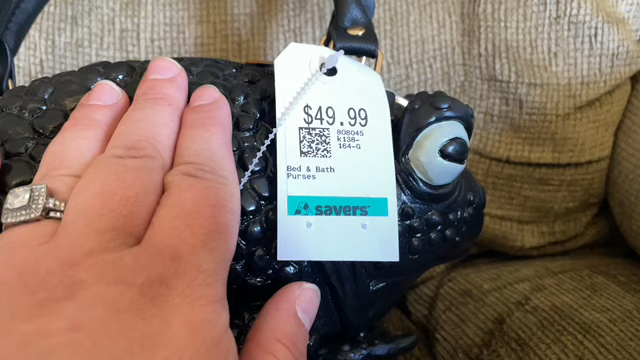 $49.99
808045
k138-
164-G
Bed & Bath
Purses
savers